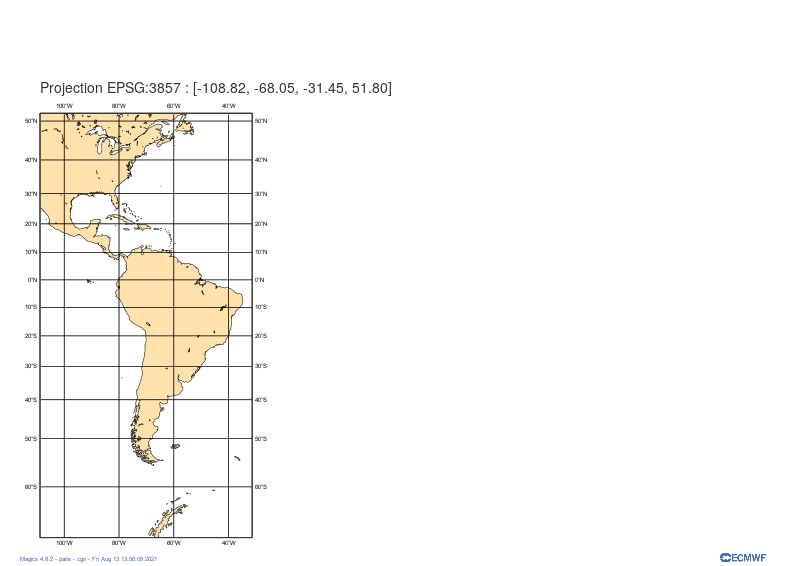 Projection EPSG:3857 : [-108.82, -68.05, -31.45, 51.80]
100°W 80°W 60°W 40°W
50°N 50°N
40°N 40°N
30°N 30°N
20°N 20°N
10°N 10°N
0°N 0°N
10°S 10°S
20°S 20°S
30°S 30°S
40°S 40°S
50°S 50°S
60°S 60°S
100°W 80°W 60°W 40°W
Magics 4.8.2 - paris - cgs - Fri Aug 13 13:56:09 2021
ECMWF